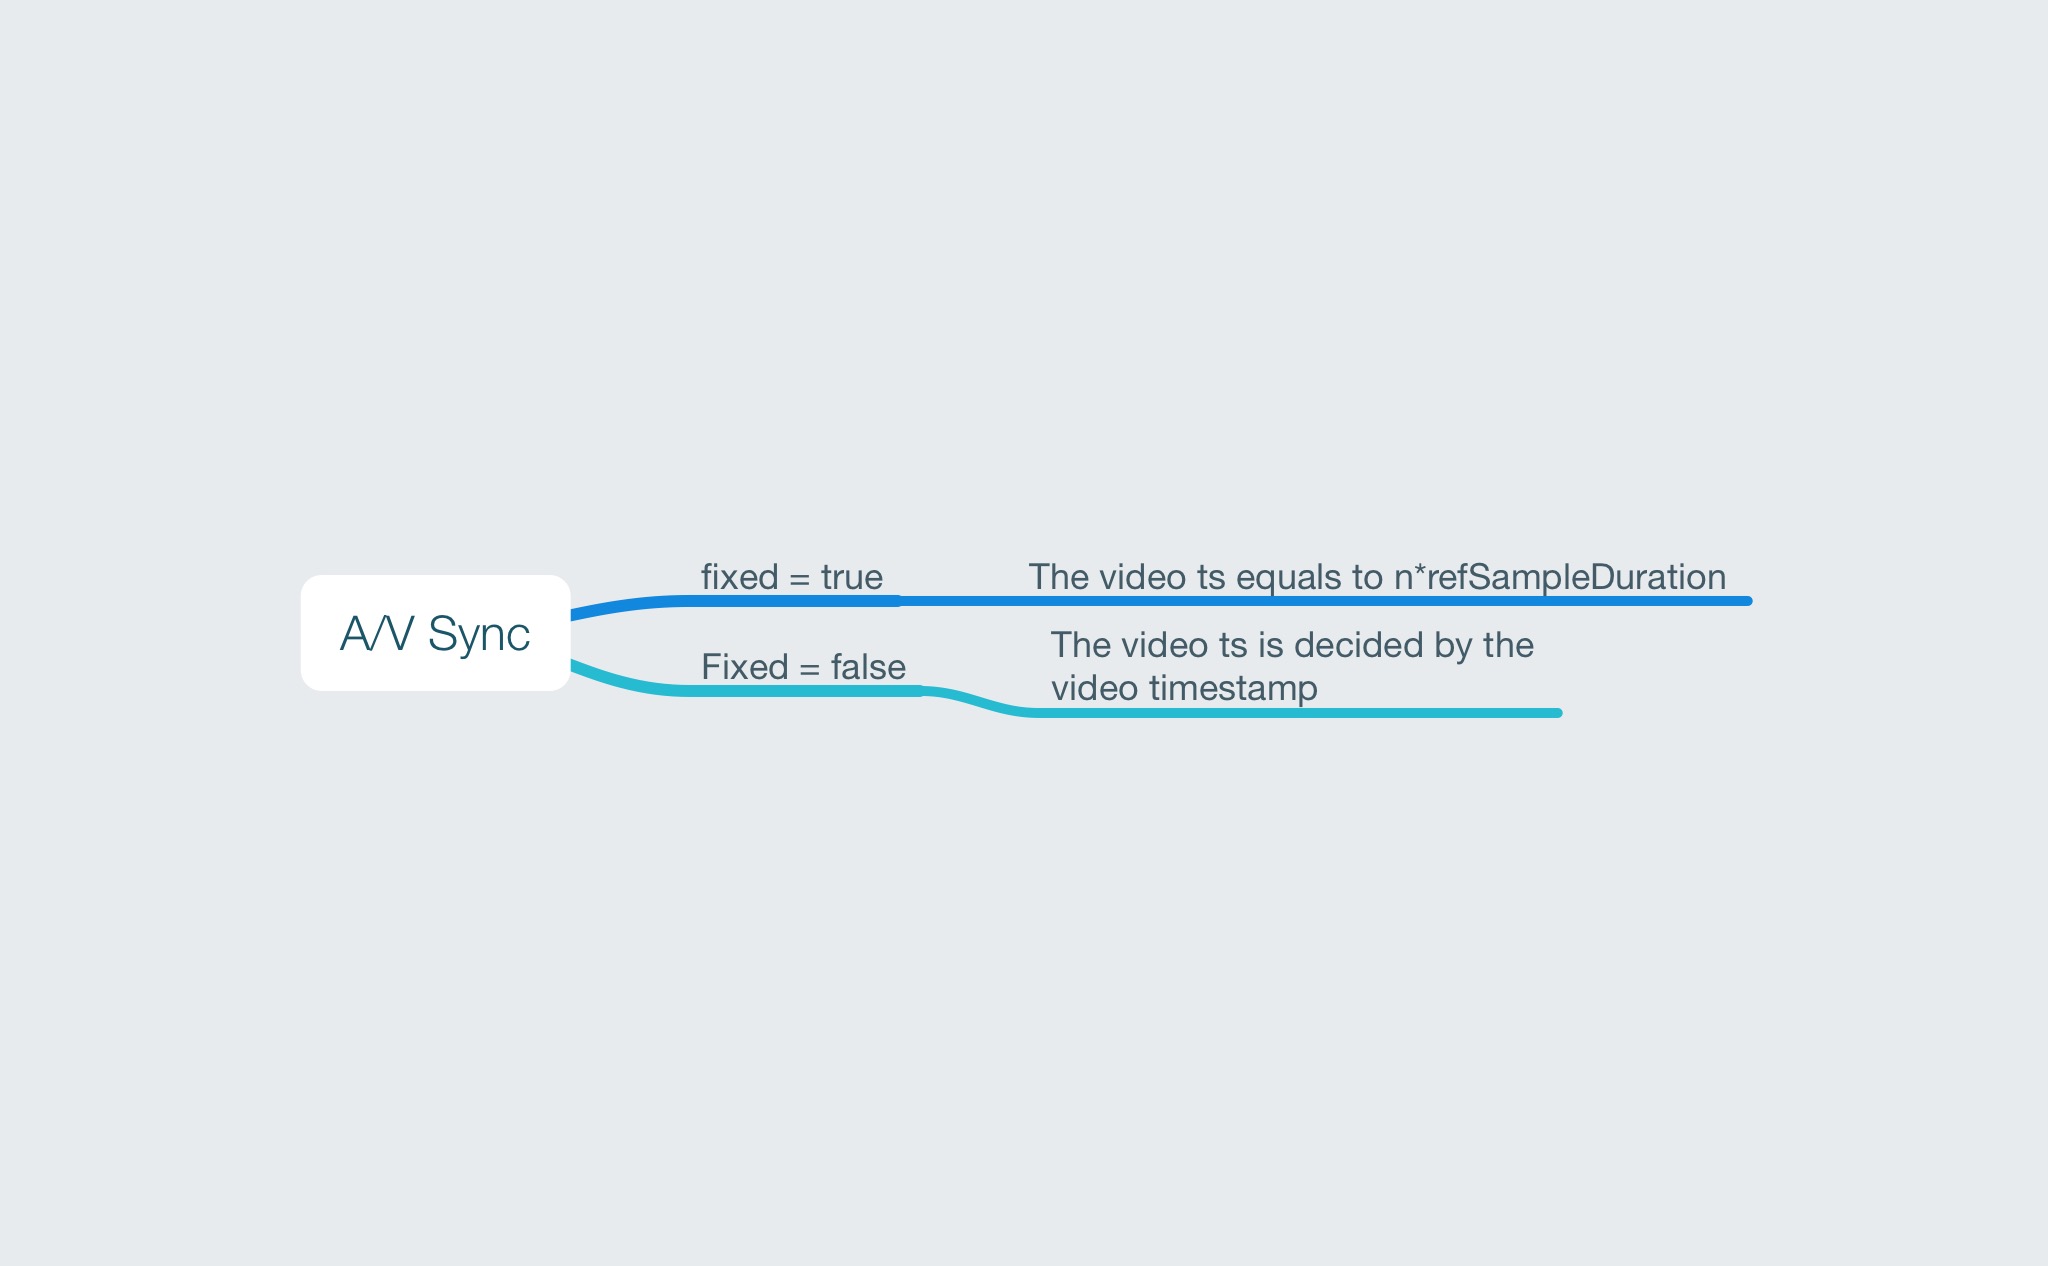 A/V Sync
fixed = true
The video ts equals to n*refSampleDuration
Fixed = false
The video ts is decided by the
video timestamp